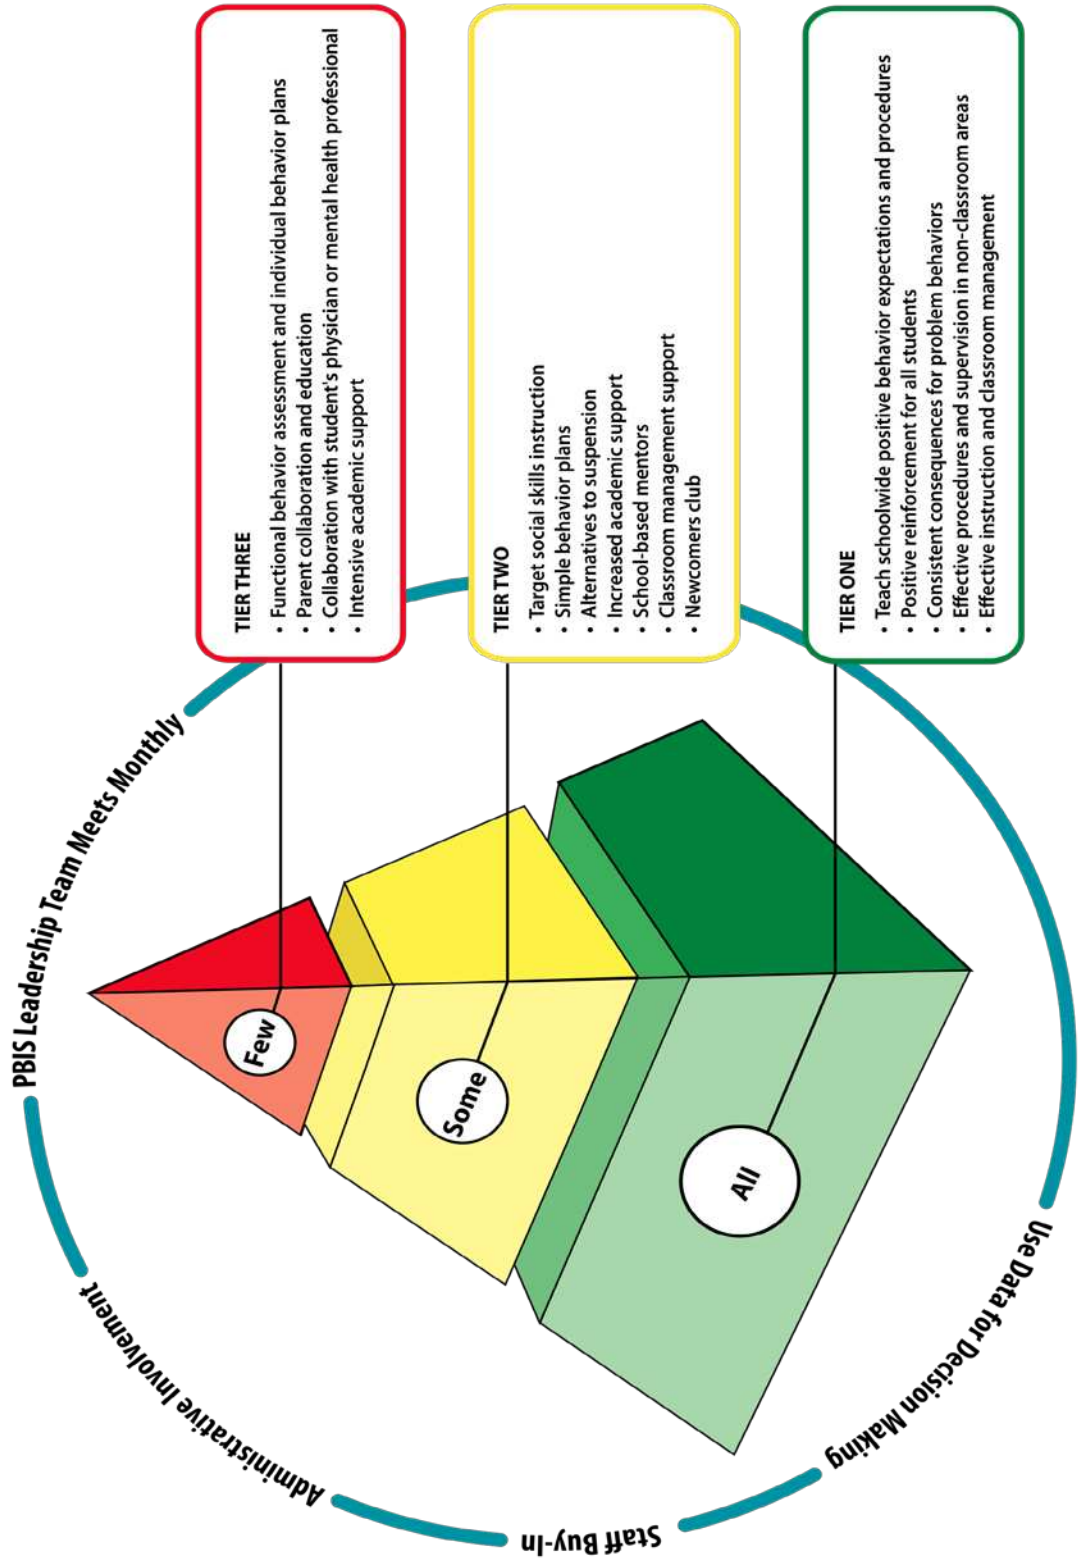 PBIS Leadership Team Meets Monthly
Administrative Involvement
Staff Buy-In
Use Data for Decision Making
Few
Some
All
TIER THREE
• Functional behavior assessment and individual behavior plans
• Parent collaboration and education
• Collaboration with student's physician or mental health professional
• Intensive academic support
TIER TWO
• Target social skills instruction
• Simple behavior plans
• Alternatives to suspension
• Increased academic support
• School-based mentors
• Classroom management support
• Newcomers club
TIER ONE
• Teach schoolwide positive behavior expectations and procedures
• Positive reinforcement for all students
• Consistent consequences for problem behaviors
• Effective procedures and supervision in non-classroom areas
• Effective instruction and classroom management